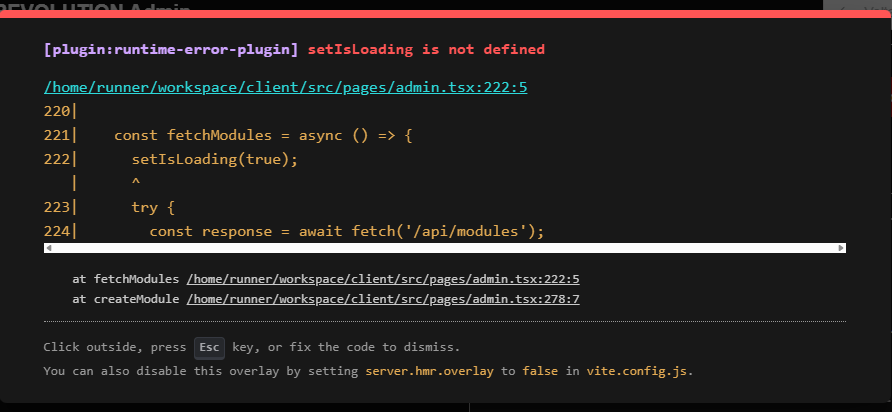 REVOLUTION Admin
[plugin:runtime-error-plugin] setIsLoading is not defined
/home/runner/workspace/client/src/pages/admin.tsx:222:5
220|
221|    const fetchModules = async () => {
222|      setIsLoading(true);
   |      ^
223|      try {
224|        const response = await fetch('/api/modules');
at fetchModules /home/runner/workspace/client/src/pages/admin.tsx:222:5
at createModule /home/runner/workspace/client/src/pages/admin.tsx:278:7
Click outside, press Esc key, or fix the code to dismiss.
You can also disable this overlay by setting server.hmr.overlay to false in vite.config.js.